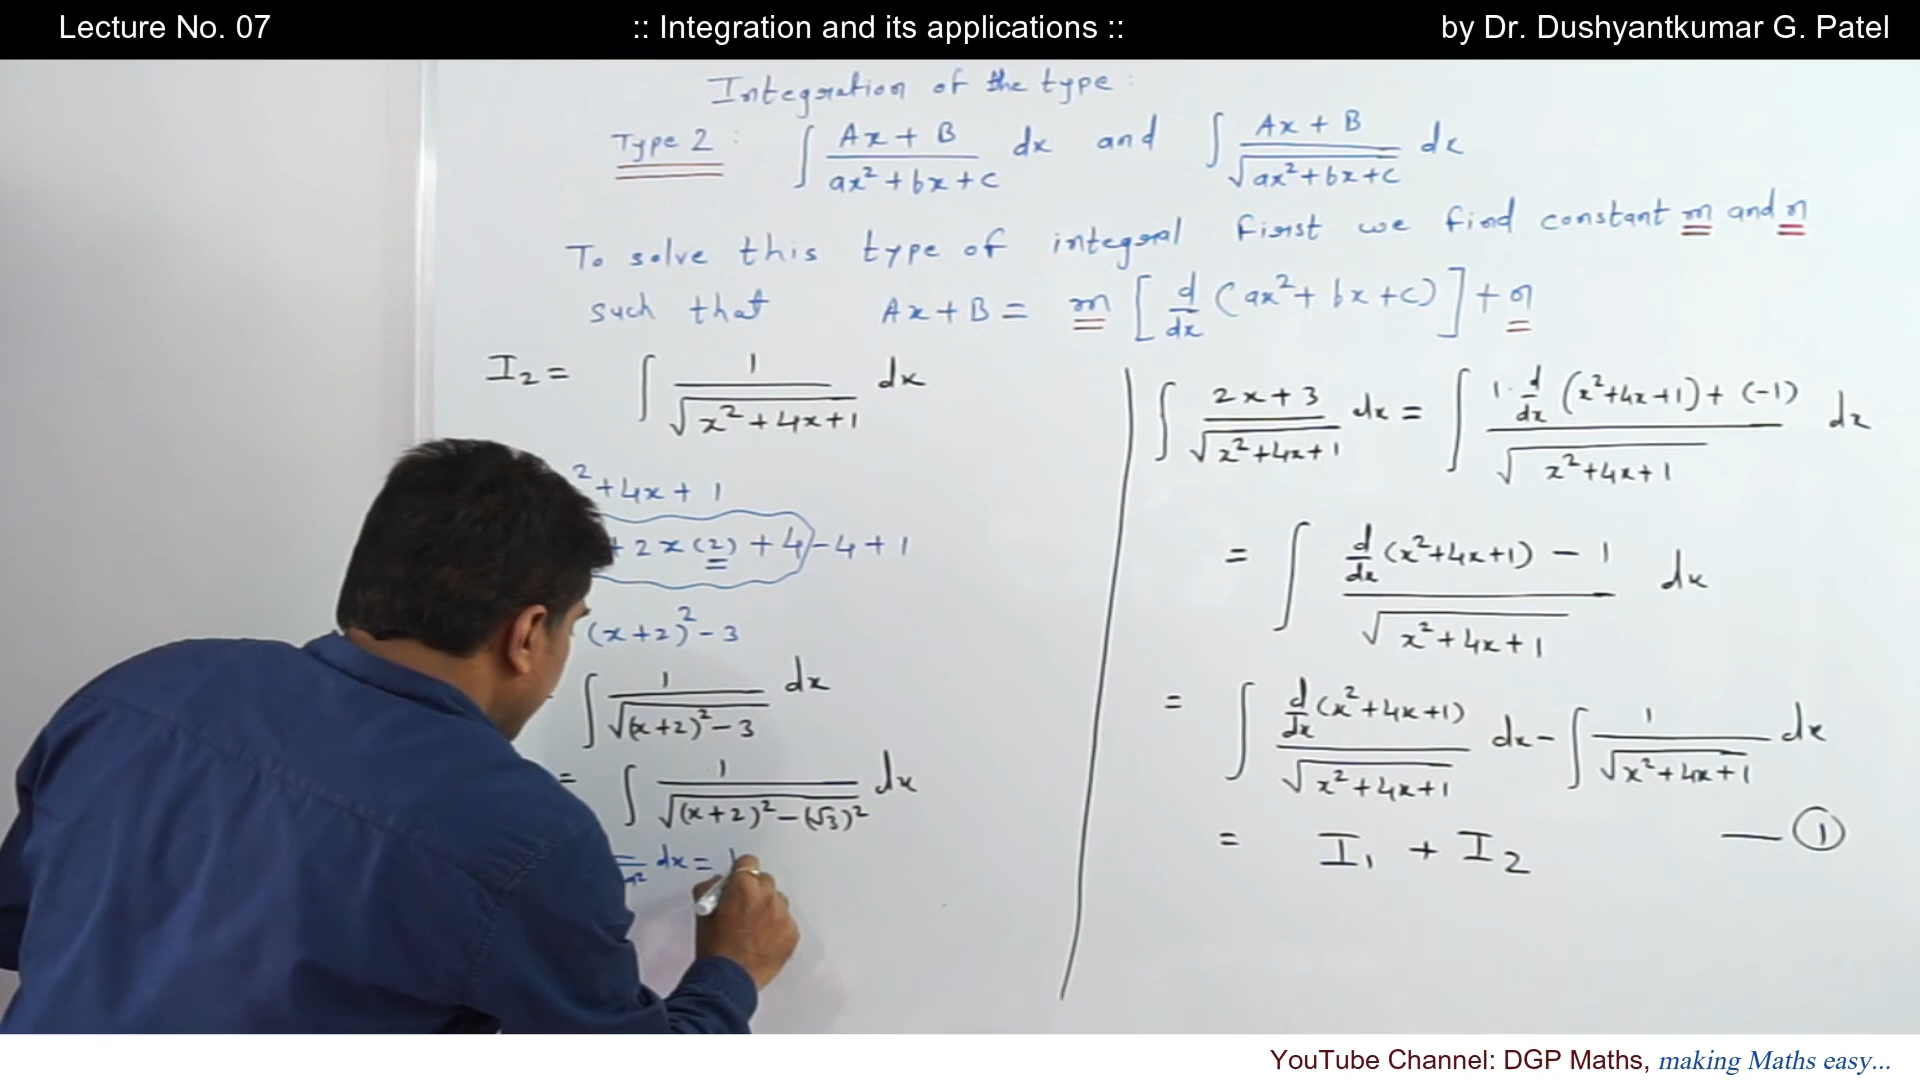 Lecture No. 07 :: Integration and its applications :: by Dr. Dushyantkumar G. Patel
Integration of the type:
Type 2: ∫ (Ax + B)/(ax² + bx + c) dx and ∫ (Ax + B)/√(ax² + bx + c) dx
To solve this type of integral first we find constant m and n
such that Ax + B = m [d/dx (ax² + bx + c)] + n
I₂ = ∫ 1/√(x² + 4x + 1) dx
² + 4x + 1
+ 2x(2) + 4 - 4 + 1
(x + 2)² - 3
∫ 1/√((x + 2)² - 3) dx
= ∫ 1/√((x + 2)² - (√3)²) dx
dx =
∫ (2x + 3)/√(x² + 4x + 1) dx = ∫ (1 · d/dx (x² + 4x + 1) + (-1))/√(x² + 4x + 1) dx
= ∫ (d/dx (x² + 4x + 1) - 1)/√(x² + 4x + 1) dx
= ∫ (d/dx (x² + 4x + 1))/√(x² + 4x + 1) dx - ∫ 1/√(x² + 4x + 1) dx
= I₁ + I₂ — ①
YouTube Channel: DGP Maths, making Maths easy...